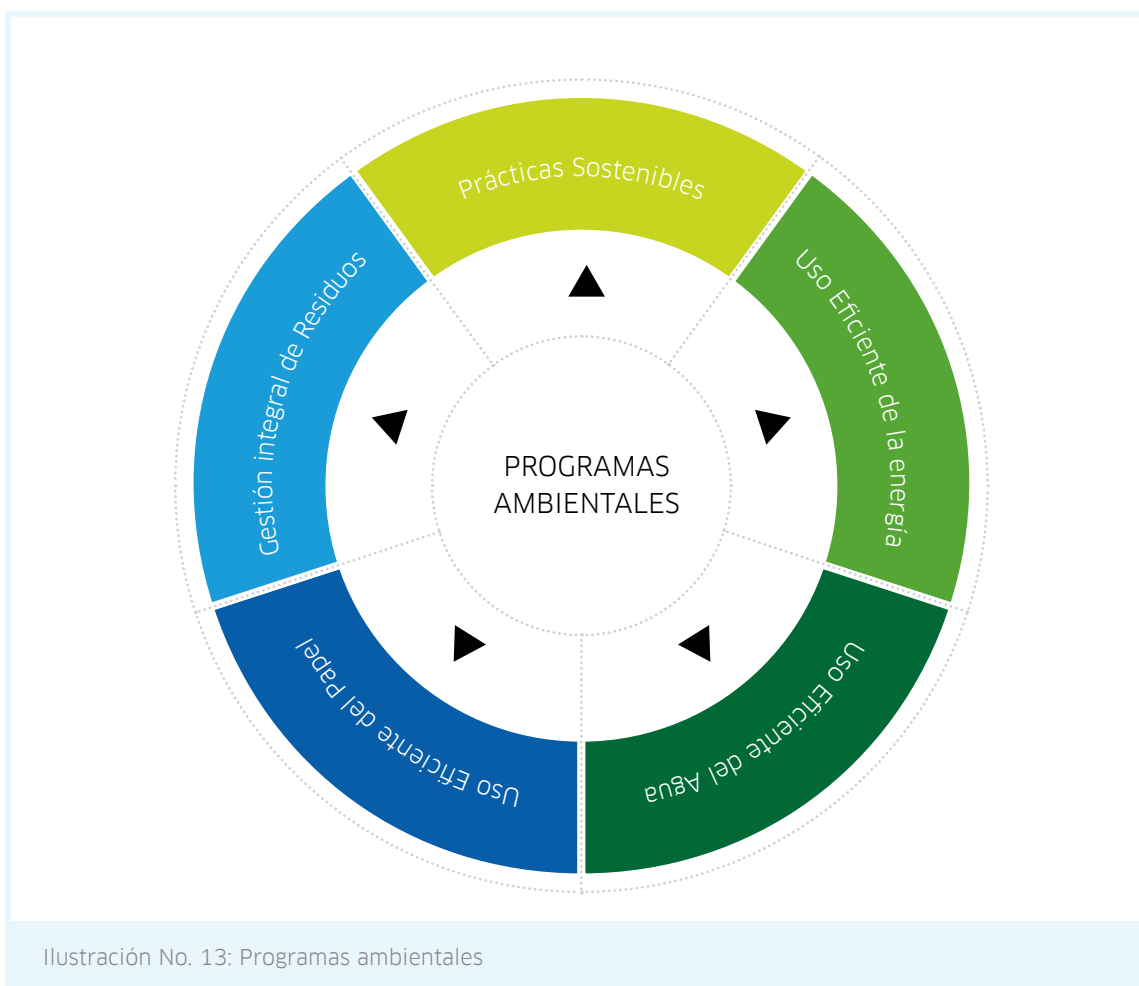 Prácticas Sostenibles
Uso Eficiente de la energía
Uso Eficiente del Agua
Uso Eficiente del Papel
Gestión integral de Residuos
PROGRAMAS
AMBIENTALES
Ilustración No. 13: Programas ambientales